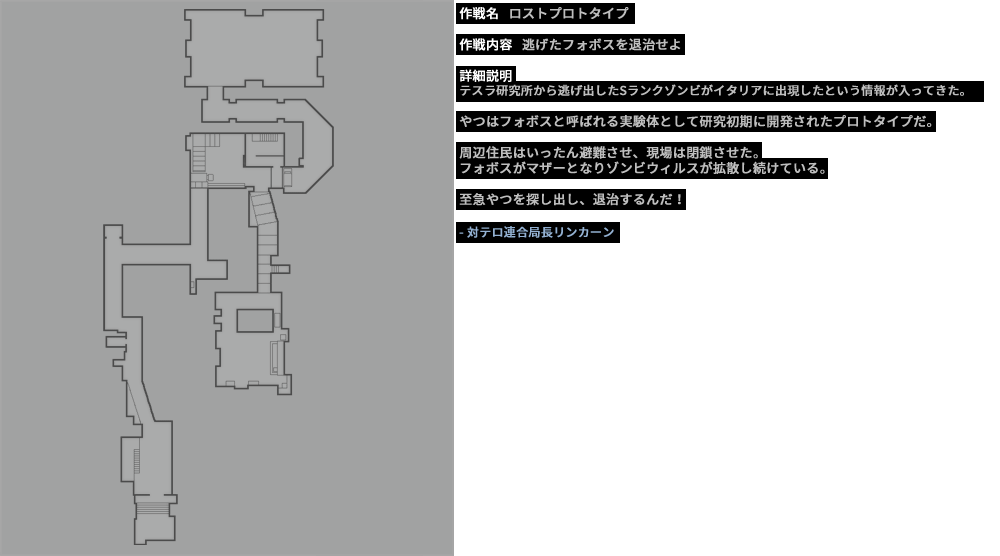 作戦名 ロストプロトタイプ
作戦内容 逃げたフォボスを退治せよ
詳細説明
テスラ研究所から逃げ出したSランクゾンビがイタリアに出現したという情報が入ってきた。
やつはフォボスと呼ばれる実験体として研究初期に開発されたプロトタイプだ。
周辺住民はいったん避難させ、現場は閉鎖させた。
フォボスがマザーとなりゾンビウィルスが拡散し続けている。
至急やつを探し出し、退治するんだ！
- 対テロ連合局長リンカーン